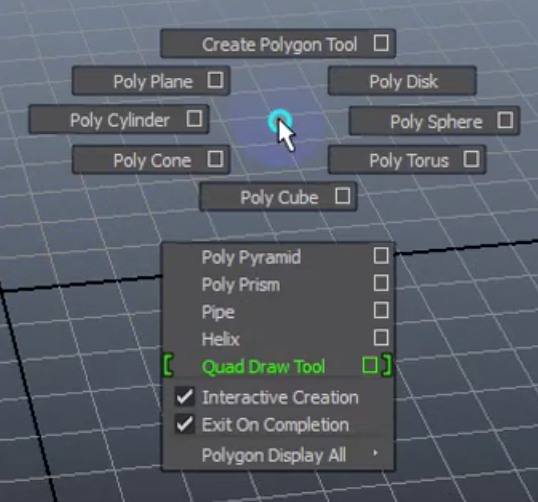 Create Polygon Tool
Poly Plane
Poly Disk
Poly Cylinder
Poly Sphere
Poly Cone
Poly Torus
Poly Cube
Poly Pyramid
Poly Prism
Pipe
Helix
Quad Draw Tool
Interactive Creation
Exit On Completion
Polygon Display All